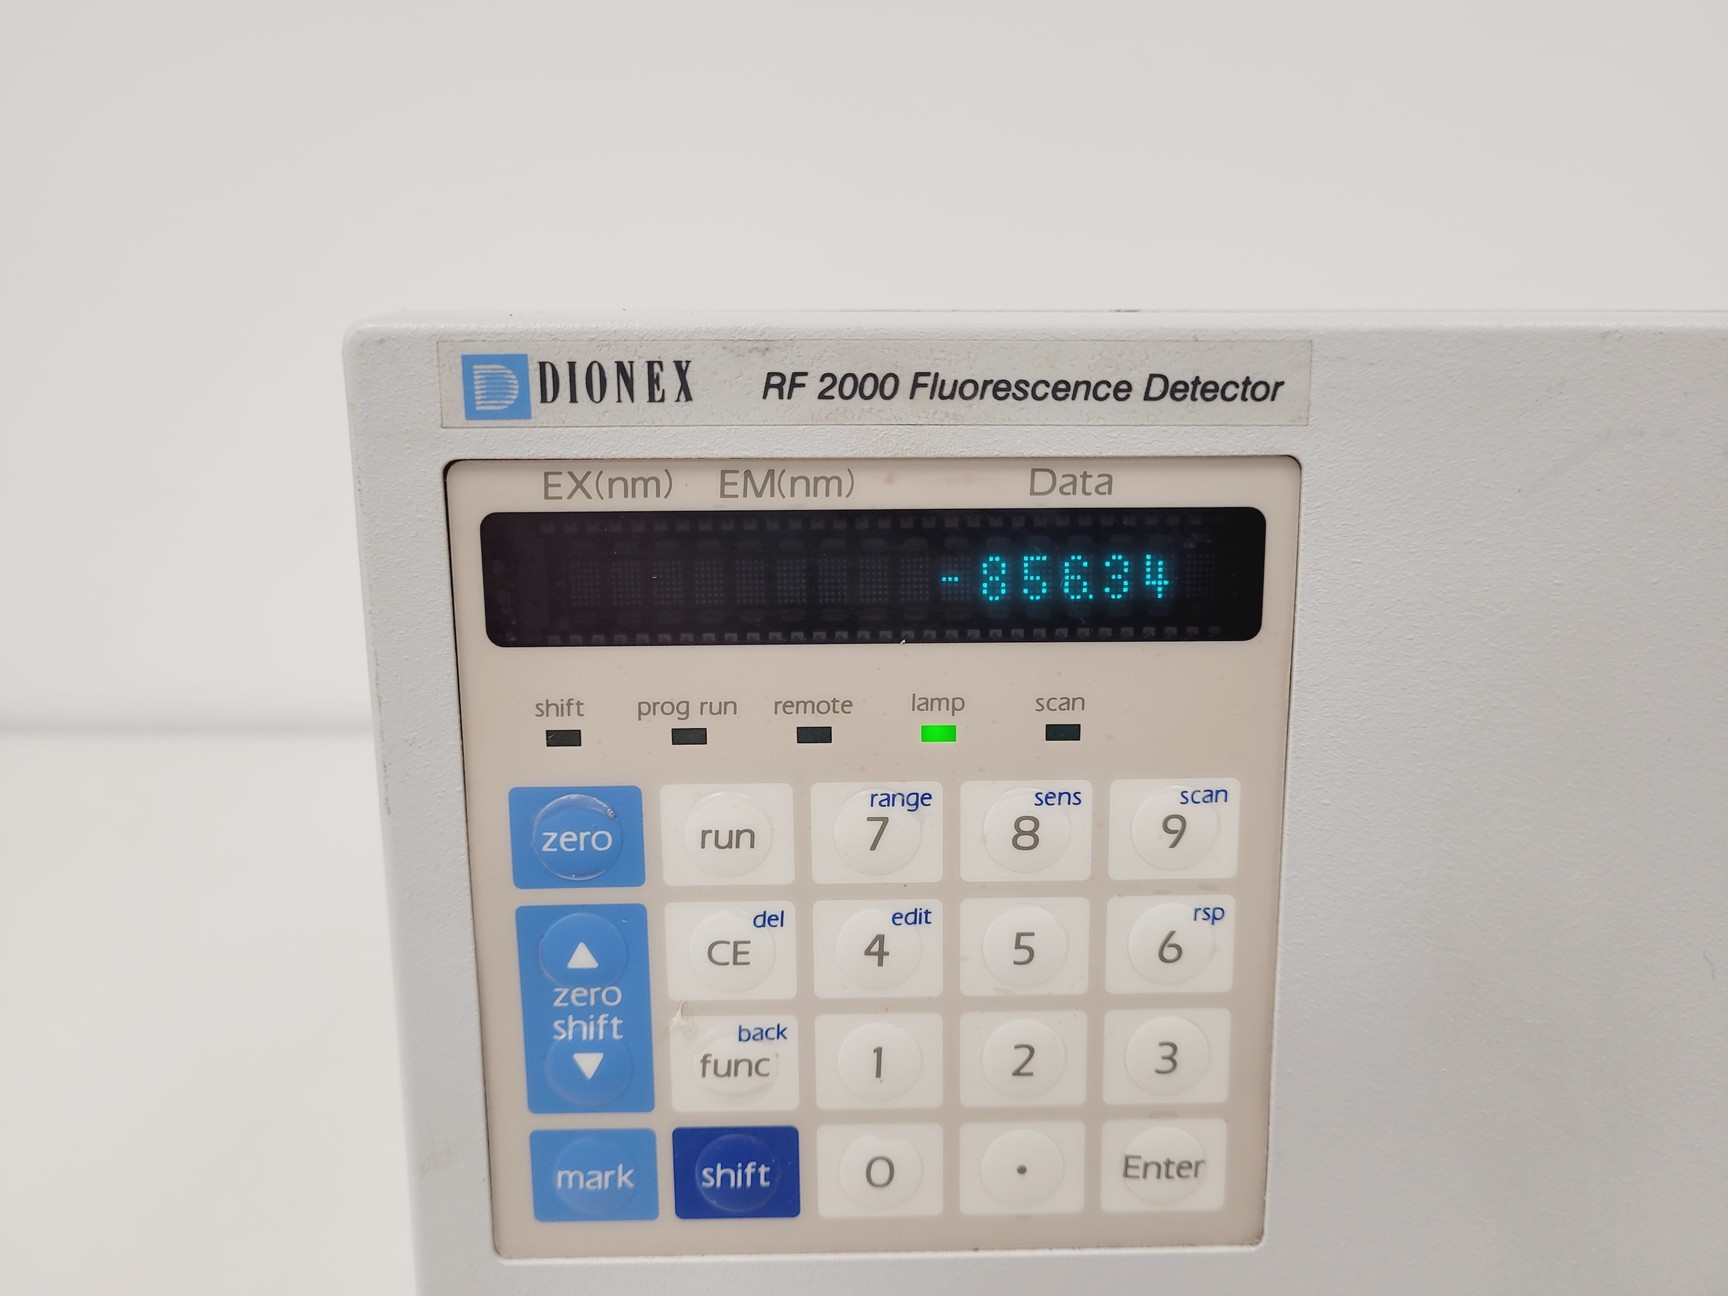 DIONEX RF 2000 Fluorescence Detector
EX(nm) EM(nm) Data
-856.34
shift prog run remote lamp scan
zero run range 7 sens 8 scan 9
CE del 4 edit 5 6 rsp
zero
shift
func back 1 2 3
mark shift 0 . Enter